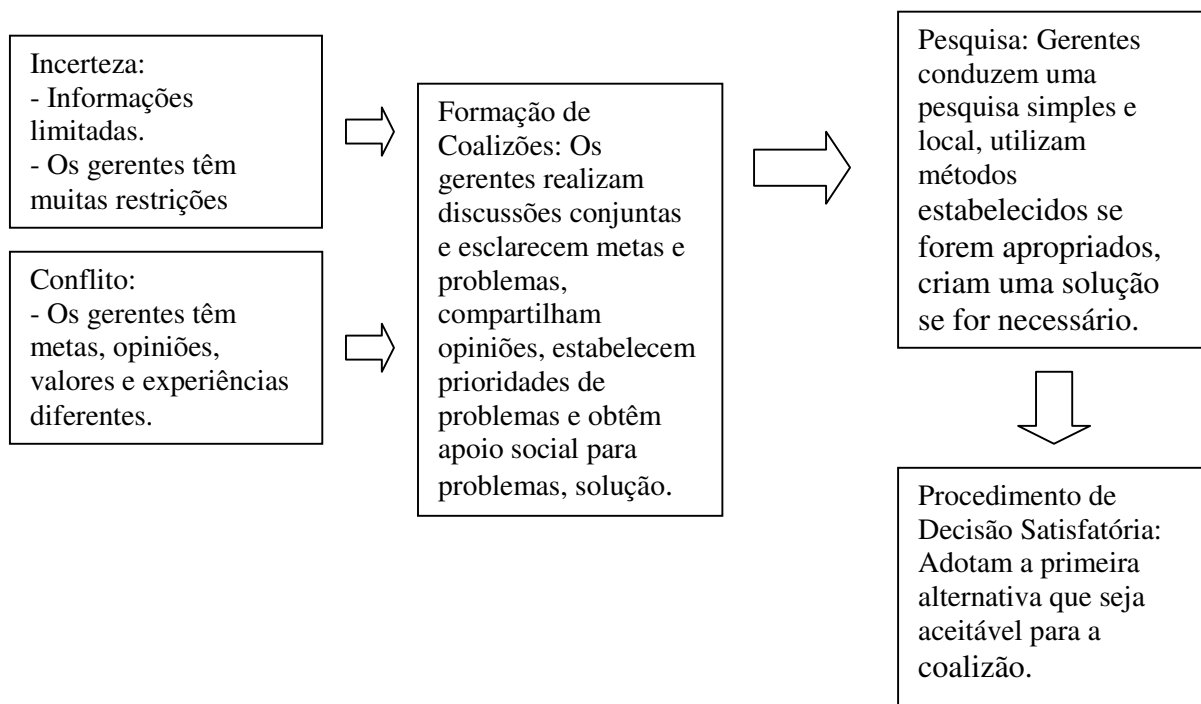 Incerteza:
- Informações
limitadas.
- Os gerentes têm
muitas restrições
Conflito:
- Os gerentes têm
metas, opiniões,
valores e experiências
diferentes.
Formação de
Coalizões: Os
gerentes realizam
discussões conjuntas
e esclarecem metas e
problemas,
compartilham
opiniões, estabelecem
prioridades de
problemas e obtêm
apoio social para
problemas, solução.
Pesquisa: Gerentes
conduzem uma
pesquisa simples e
local, utilizam
métodos
estabelecidos se
forem apropriados,
criam uma solução
se for necessário.
Procedimento de
Decisão Satisfatória:
Adotam a primeira
alternativa que seja
aceitável para a
coalizão.